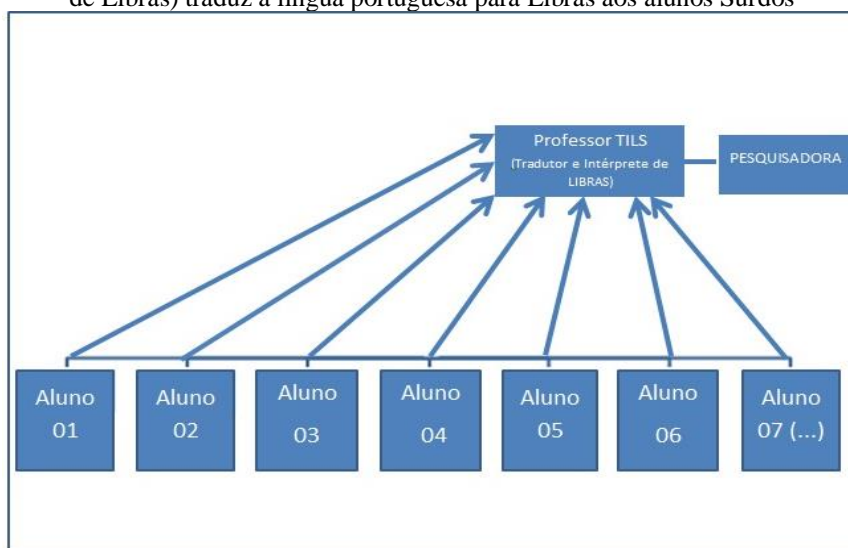 de Libras) traduz a língua portuguesa para Libras aos alunos Surdos
Professor TILS
(Tradutor e Intérprete de
LIBRAS)
PESQUISADORA
Aluno
01
Aluno
02
Aluno
03
Aluno
04
Aluno
05
Aluno
06
Aluno
07 (...)